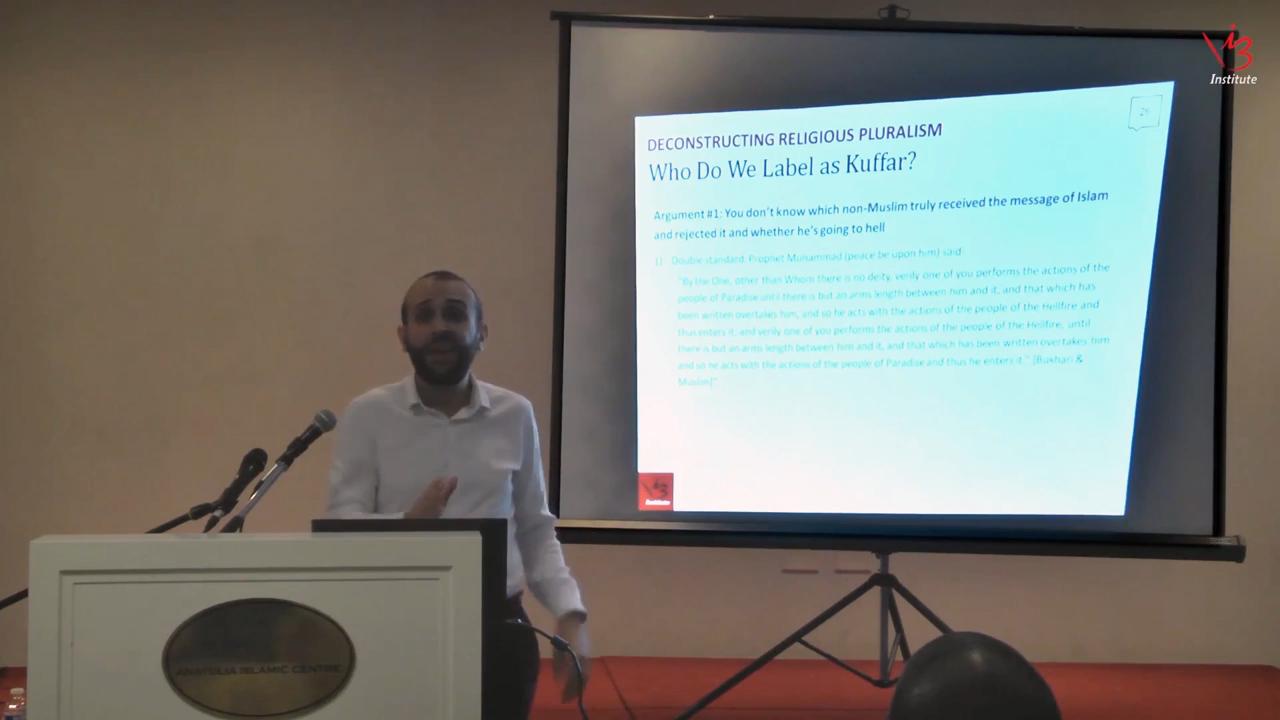 Institute
26
DECONSTRUCTING RELIGIOUS PLURALISM
Who Do We Label as Kuffar?
Argument #1: You don't know which non-Muslim truly received the message of Islam
and rejected it and whether he's going to hell
1) Double standard. Prophet Muhammad (peace be upon him) said:
"By the One, other than Whom there is no deity, verily one of you performs the actions of the
people of Paradise until there is but an arms length between him and it, and that which has
been written overtakes him, and so he acts with the actions of the people of the Hellfire and
thus enters it; and verily one of you performs the actions of the people of the Hellfire, until
there is but an arms length between him and it, and that which has been written overtakes him
and so he acts with the actions of the people of Paradise and thus he enters it." [Bukhari &
Muslim]"
Institute
ANATOLIA ISLAMIC CENTRE